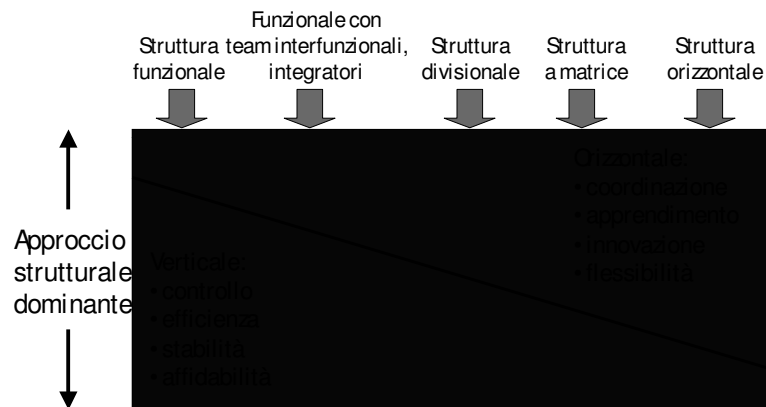 Struttura
funzionale
Funzionale con
team interfunzionali,
integratori
Struttura
divisionale
Struttura
a matrice
Struttura
orizzontale
Approccio
strutturale
dominante
Verticale:
• controllo
• efficienza
• stabilità
• affidabilità
Orizzontale:
• coordinazione
• apprendimento
• innovazione
• flessibilità